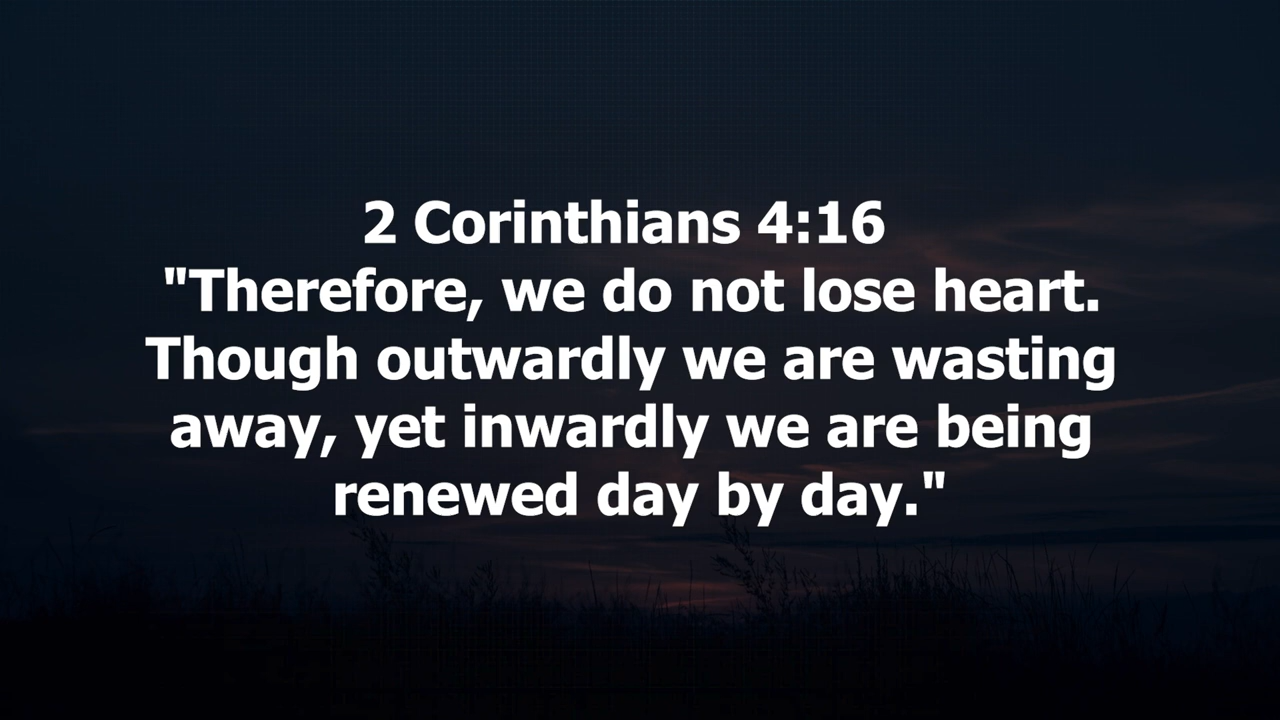 2 Corinthians 4:16
"Therefore, we do not lose heart.
Though outwardly we are wasting
away, yet inwardly we are being
renewed day by day."